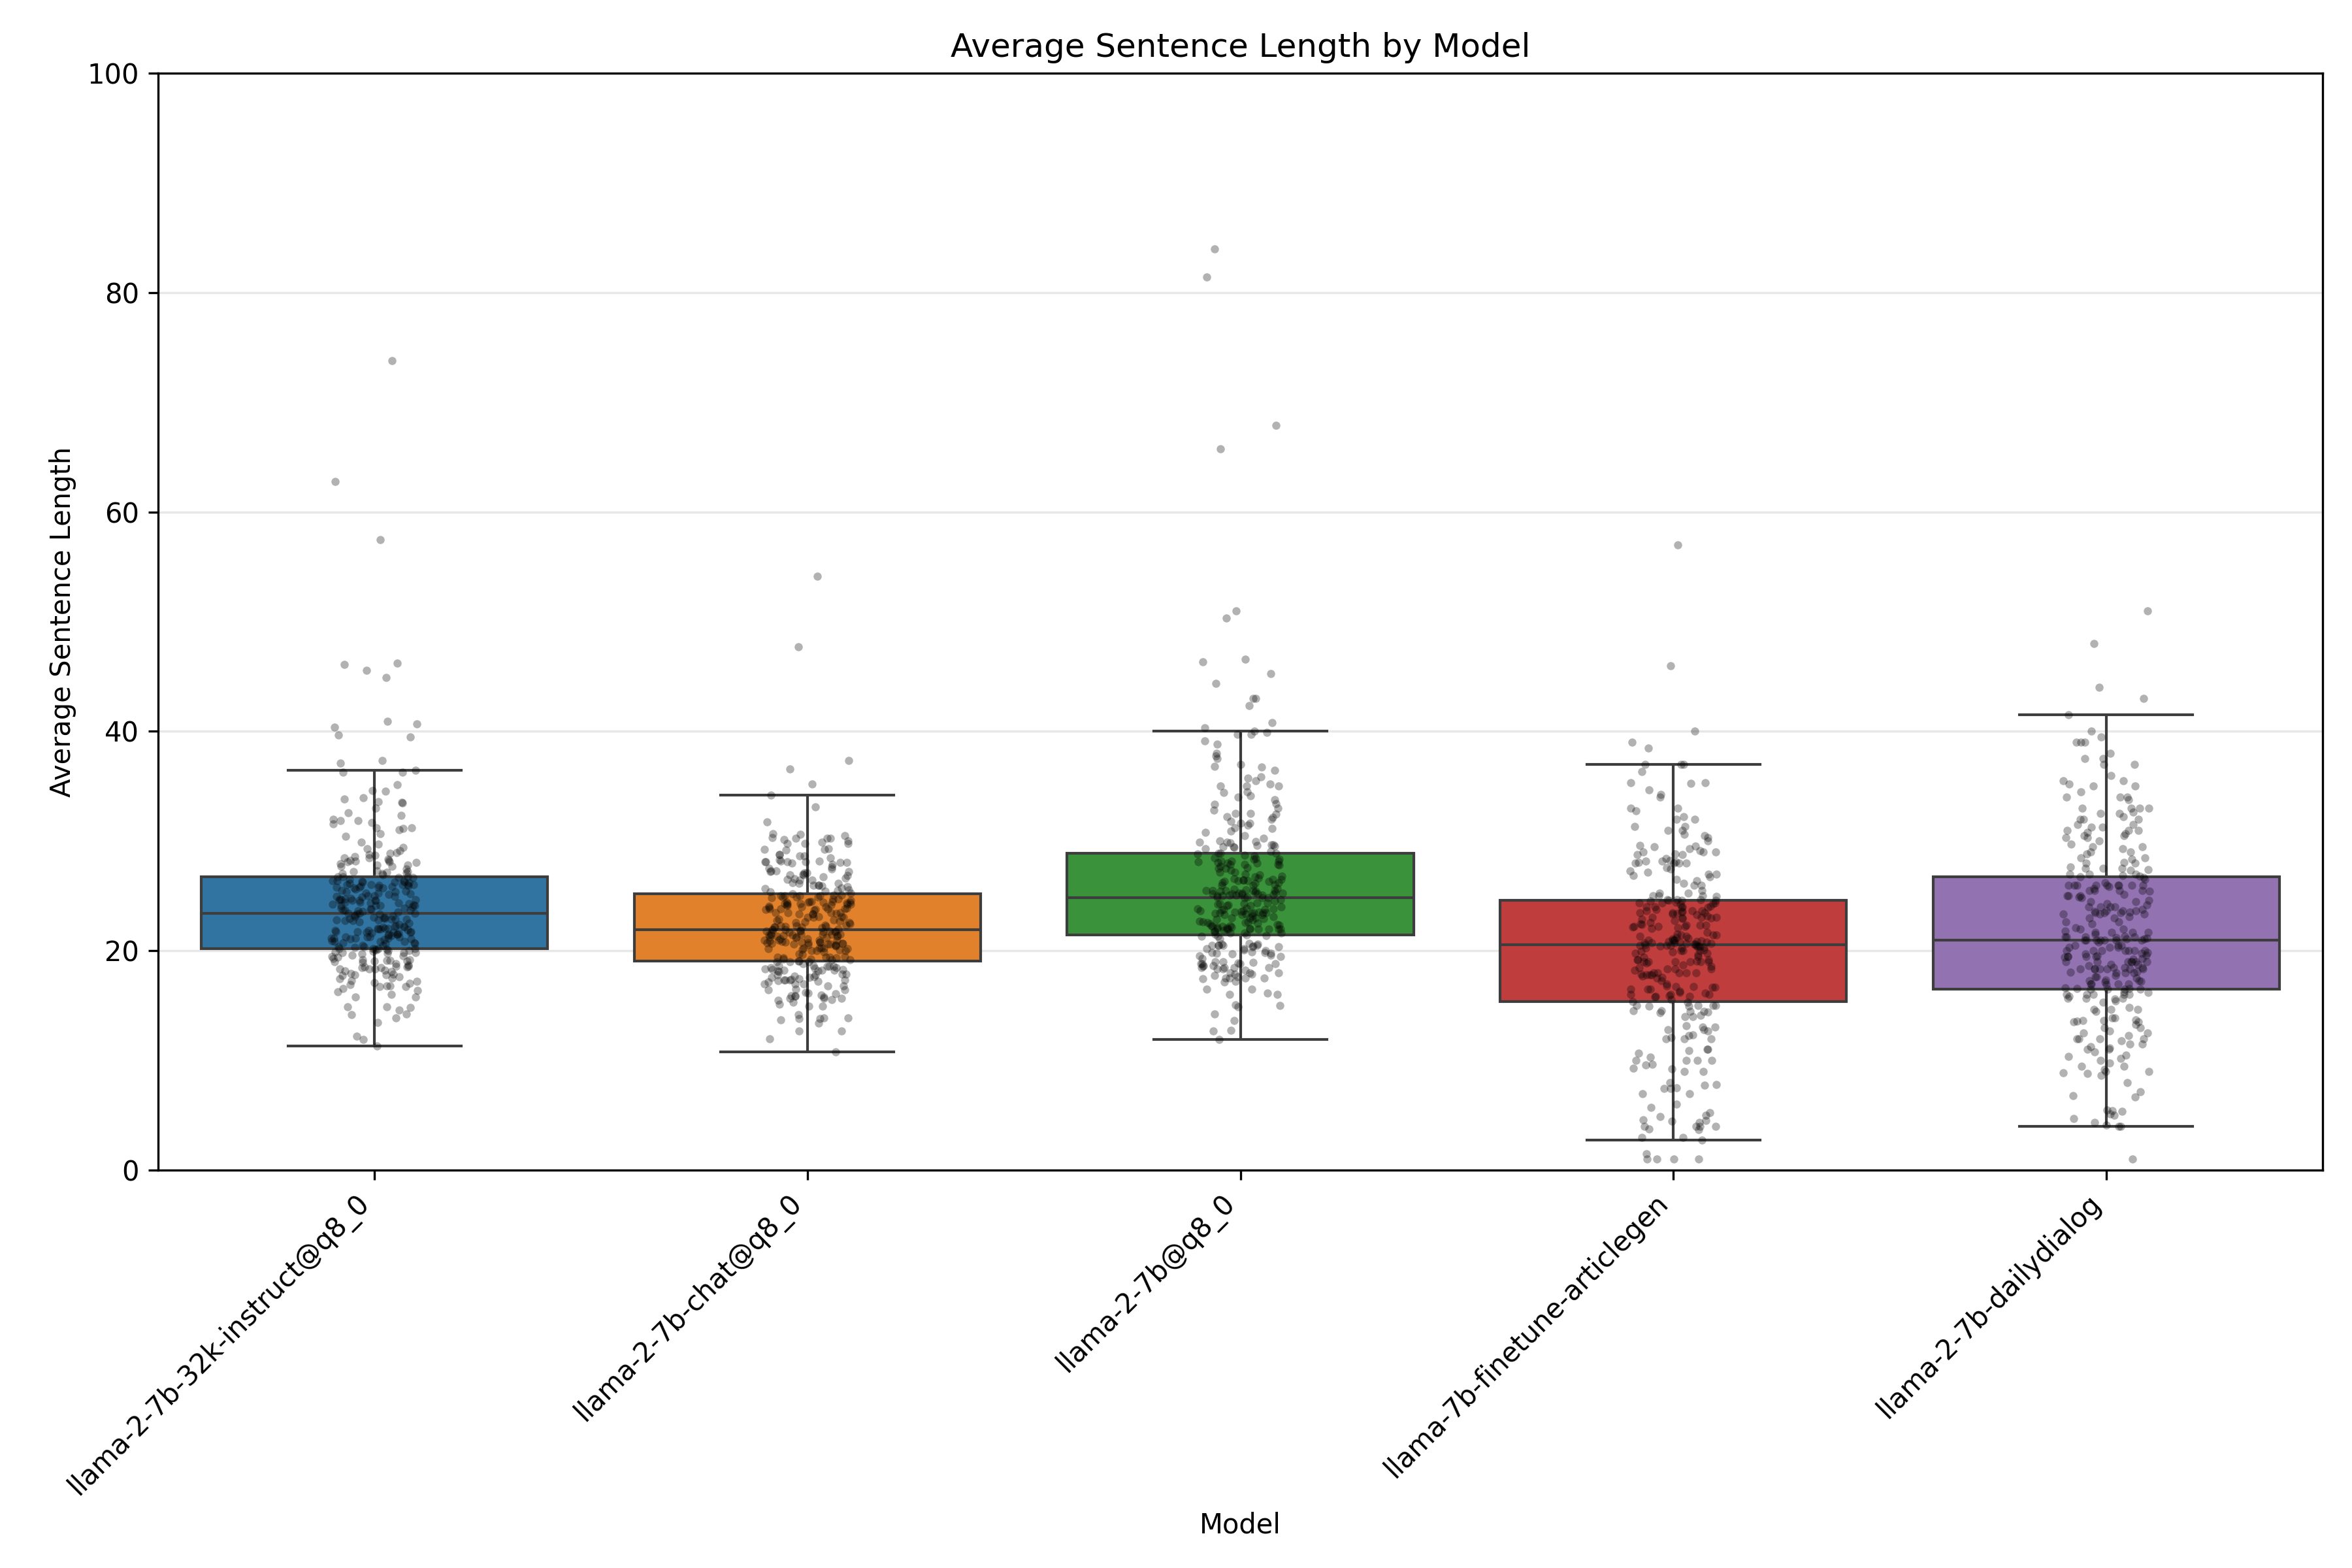 Average Sentence Length by Model
Average Sentence Length
100
80
60
40
20
0
llama-2-7b-32k-instruct@q8_0
llama-2-7b-chat@q8_0
llama-2-7b@q8_0
llama-7b-finetune-articlegen
llama-2-7b-dailydialog
Model